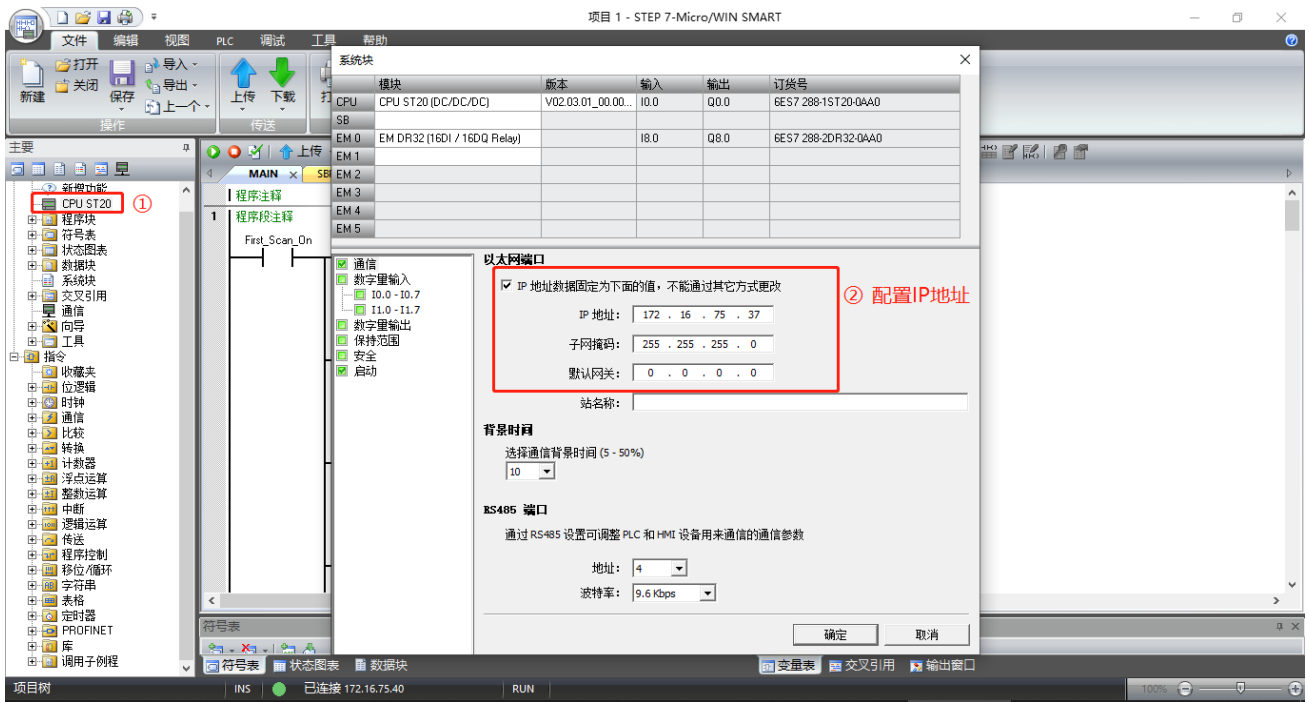 项目 1 - STEP 7-Micro/WIN SMART
文件 编辑 视图 PLC 调试 工具 帮助
新建 打开 关闭 保存 导入 导出 上一个
上传 下载 打
操作 传送
系统块
模块 版本 输入 输出 订货号
CPU CPU ST20 (DC/DC/DC) V02.03.01_00.00... I0.0 Q0.0 6ES7 288-1ST20-0AA0
SB
EM 0 EM DR32 (16DI / 16DQ Relay) I8.0 Q8.0 6ES7 288-2DR32-0AA0
EM 1
EM 2
EM 3
EM 4
EM 5
主要
新增功能
CPU ST20 ①
程序块
符号表
状态图表
数据块
系统块
交叉引用
通信
向导
工具
指令
收藏夹
位逻辑
时钟
通信
比较
转换
计数器
浮点运算
整数运算
中断
逻辑运算
传送
程序控制
移位/循环
字符串
表格
定时器
PROFINET
库
调用子例程
上传
MAIN × SB
程序注释
1 程序段注释
First_Scan_On
通信
数字量输入
I0.0 - I0.7
I1.0 - I1.7
数字量输出
保持范围
安全
启动
以太网端口
IP 地址数据固定为下面的值，不能通过其它方式更改
② 配置IP地址
IP 地址： 172 . 16 . 75 . 37
子网掩码： 255 . 255 . 255 . 0
默认网关： 0 . 0 . 0 . 0
站名称：
背景时间
选择通信背景时间 (5 - 50%)
10
RS485 端口
通过 RS485 设置可调整 PLC 和 HMI 设备用来通信的通信参数
地址： 4
波特率： 9.6 Kbps
确定 取消
符号表
符号表 状态图表 数据块 变量表 交叉引用 输出窗口
项目树 INS 已连接 172.16.75.40 RUN 100%